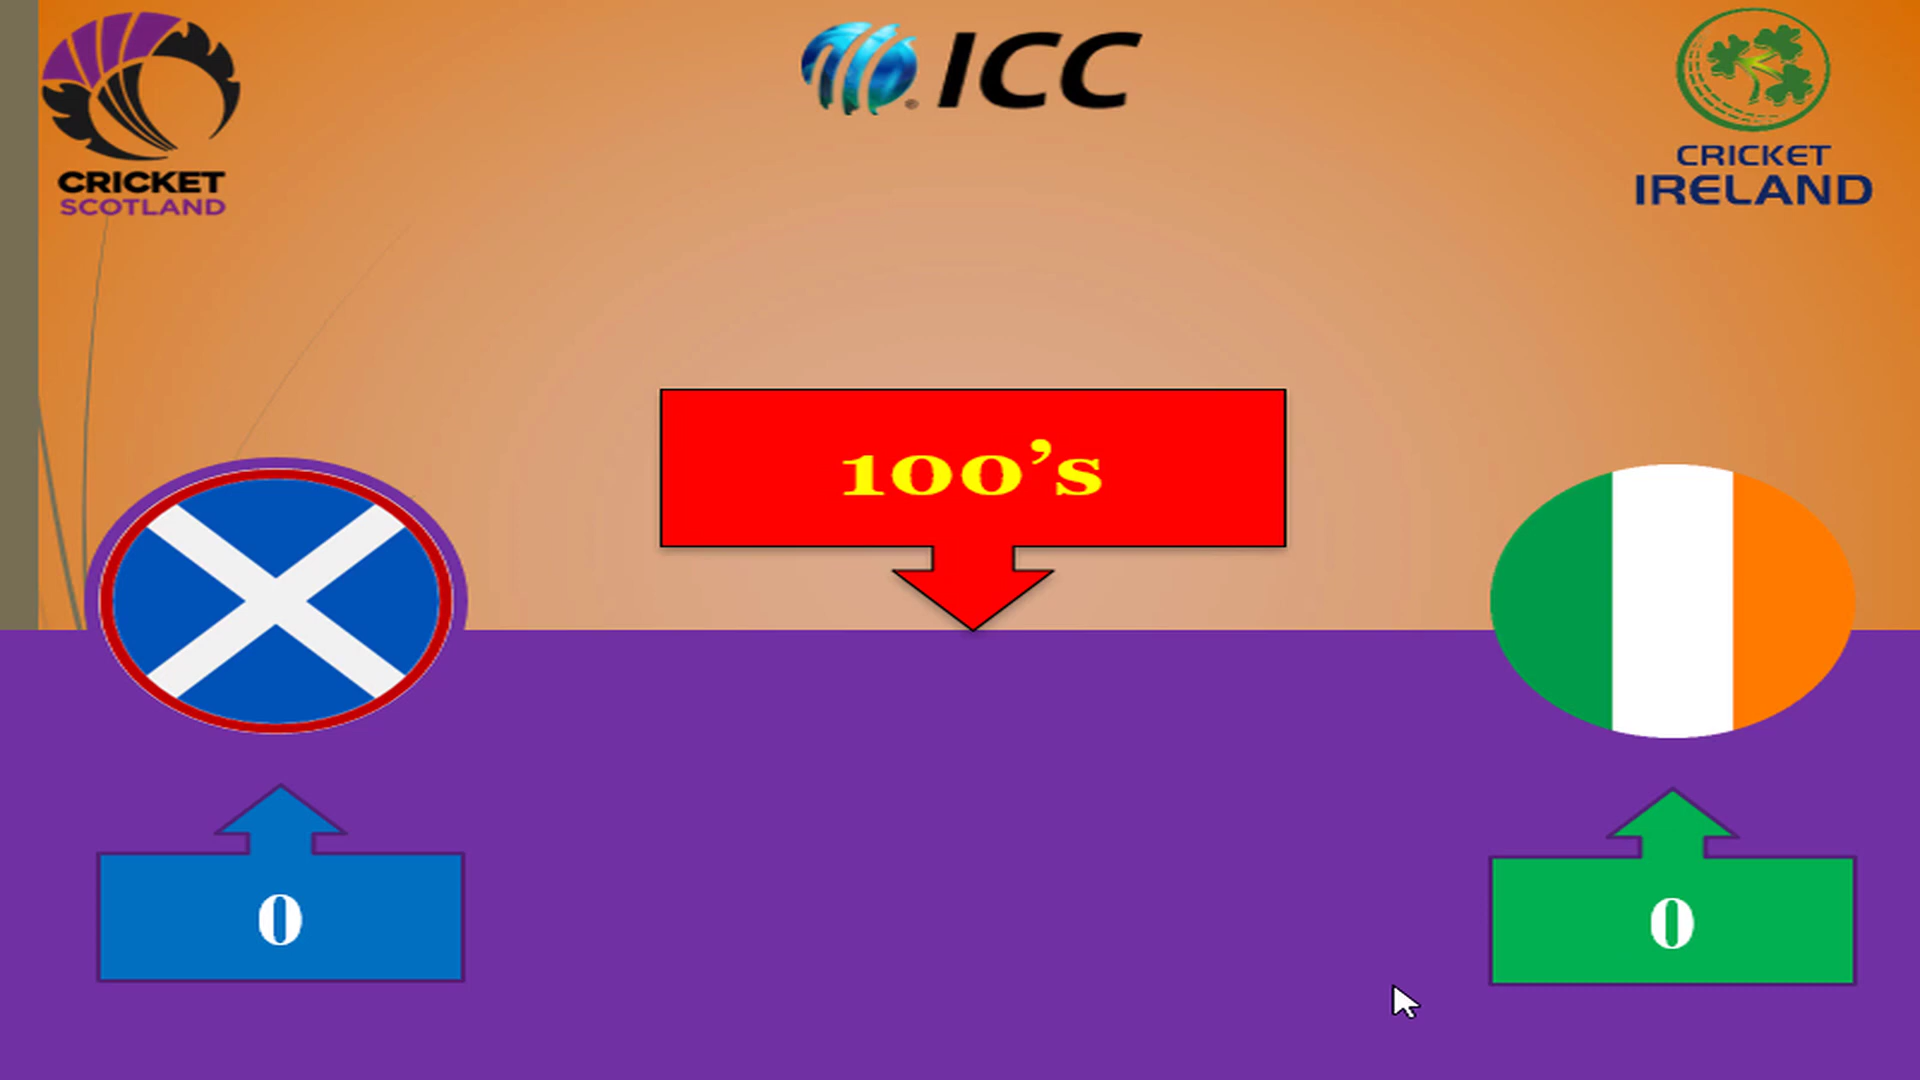 CRICKET
SCOTLAND
ICC
CRICKET
IRELAND
100's
0
0